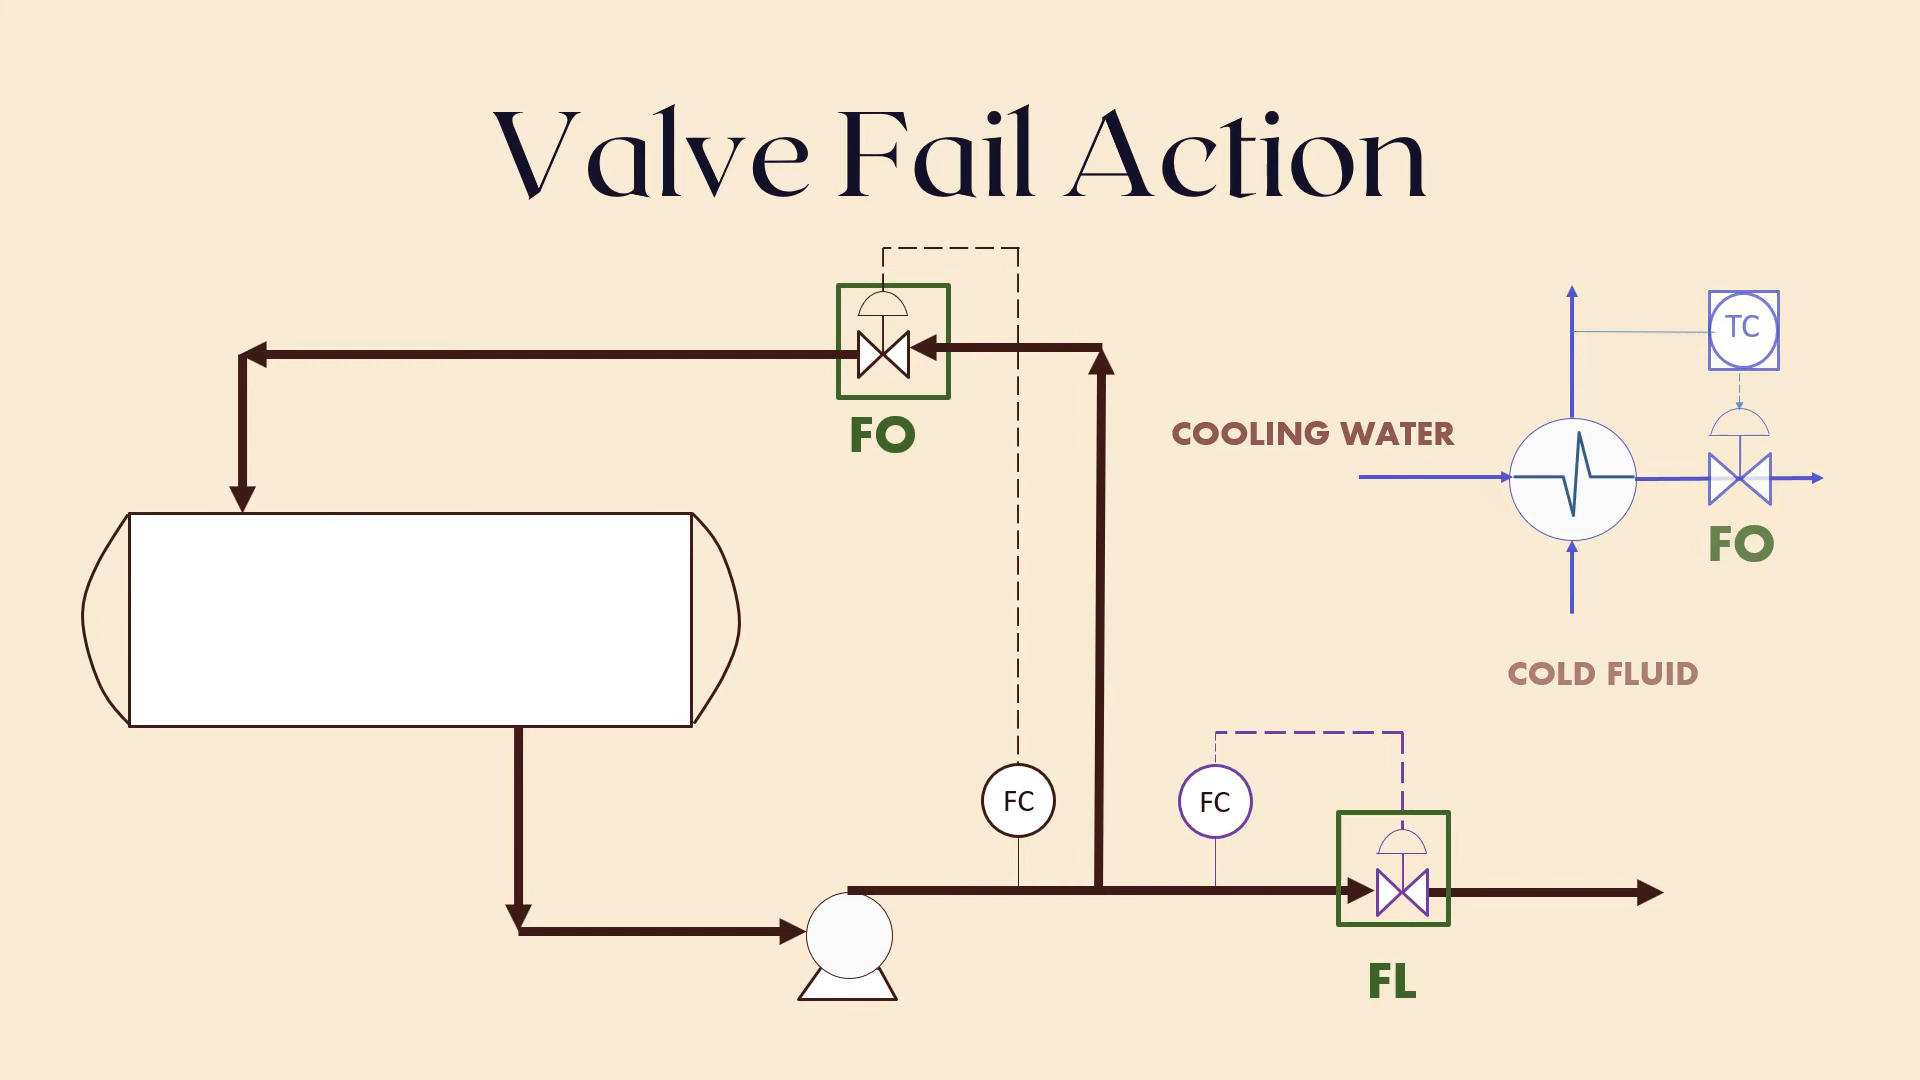 Valve Fail Action
TC
FO
COOLING WATER
FO
COLD FLUID
FC
FC
FL